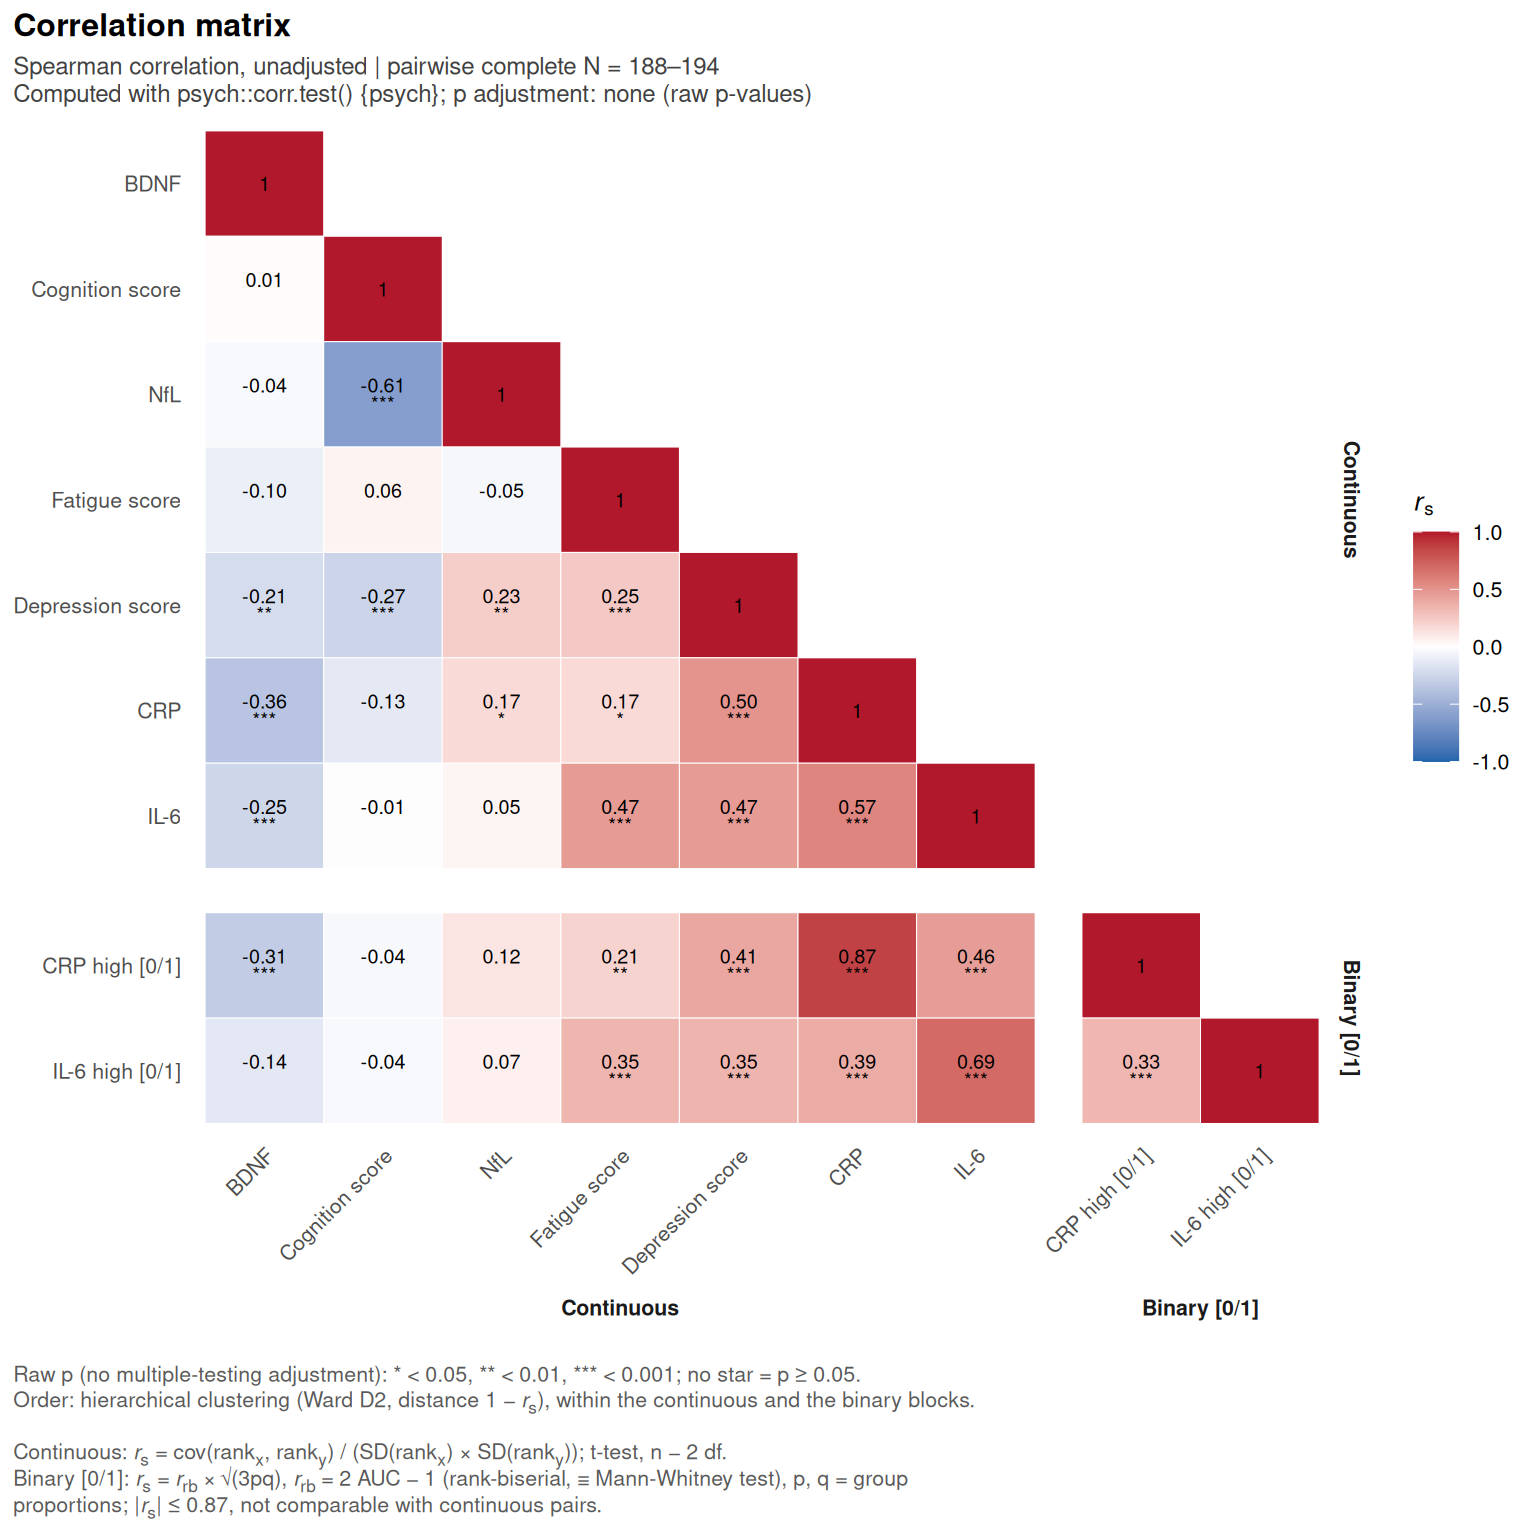 Correlation matrix
Spearman correlation, unadjusted | pairwise complete N = 188–194
Computed with psych::corr.test() {psych}; p adjustment: none (raw p-values)
BDNF 1
Cognition score 0.01 1
NfL -0.04 -0.61 1
***
Fatigue score -0.10 0.06 -0.05 1
Depression score -0.21 -0.27 0.23 0.25 1
** *** ** ***
CRP -0.36 -0.13 0.17 0.17 0.50 1
*** * * ***
IL-6 -0.25 -0.01 0.05 0.47 0.47 0.57 1
*** *** *** ***
Continuous
CRP high [0/1] -0.31 -0.04 0.12 0.21 0.41 0.87 0.46 1
*** ** *** *** ***
IL-6 high [0/1] -0.14 -0.04 0.07 0.35 0.35 0.39 0.69 0.33 1
*** *** *** *** ***
Binary [0/1]
BDNF
Cognition score
NfL
Fatigue score
Depression score
CRP
IL-6
CRP high [0/1]
IL-6 high [0/1]
Continuous
Binary [0/1]
rs
1.0
0.5
0.0
-0.5
-1.0
Raw p (no multiple-testing adjustment): * < 0.05, ** < 0.01, *** < 0.001; no star = p ≥ 0.05.
Order: hierarchical clustering (Ward D2, distance 1 − rs), within the continuous and the binary blocks.
Continuous: rs = cov(rankx, ranky) / (SD(rankx) × SD(ranky)); t-test, n − 2 df.
Binary [0/1]: rs = rrb × √(3pq), rrb = 2 AUC − 1 (rank-biserial, ≡ Mann-Whitney test), p, q = group
proportions; |rs| ≤ 0.87, not comparable with continuous pairs.